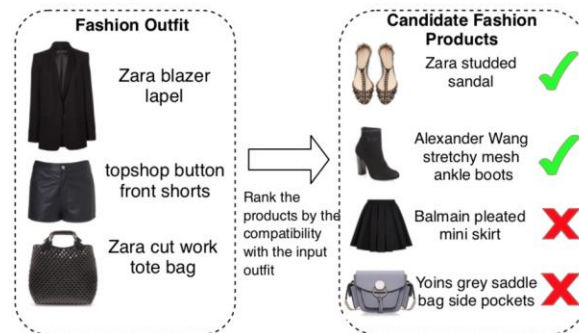 Fashion Outfit
Zara blazer
lapel
topshop button
front shorts
Zara cut work
tote bag
Rank the
products by the
compatibility
with the input
outfit
Candidate Fashion
Products
Zara studded
sandal
Alexander Wang
stretchy mesh
ankle boots
Balmain pleated
mini skirt
Yoins grey saddle
bag side pockets